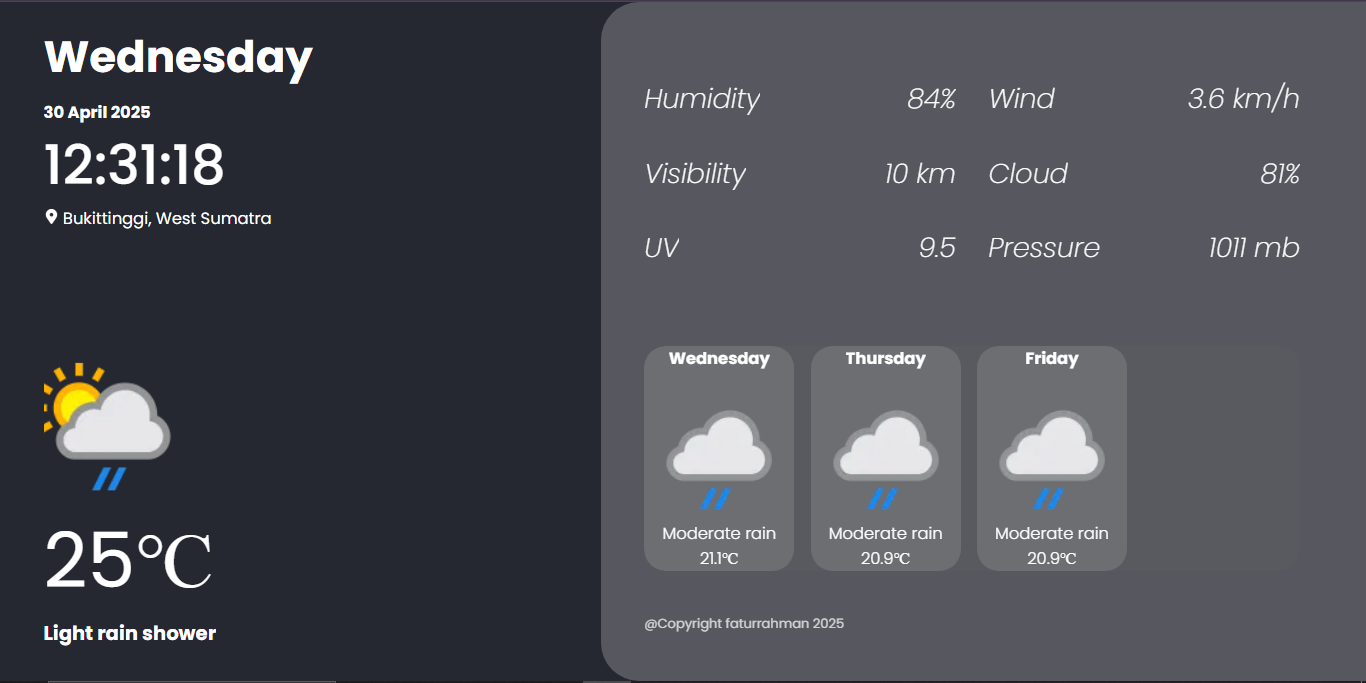 Wednesday
30 April 2025
12:31:18
Bukittinggi, West Sumatra
25℃
Light rain shower
Humidity 84% Wind 3.6 km/h
Visibility 10 km Cloud 81%
UV 9.5 Pressure 1011 mb
Wednesday Thursday Friday
Moderate rain Moderate rain Moderate rain
21.1℃ 20.9℃ 20.9℃
@Copyright faturrahman 2025